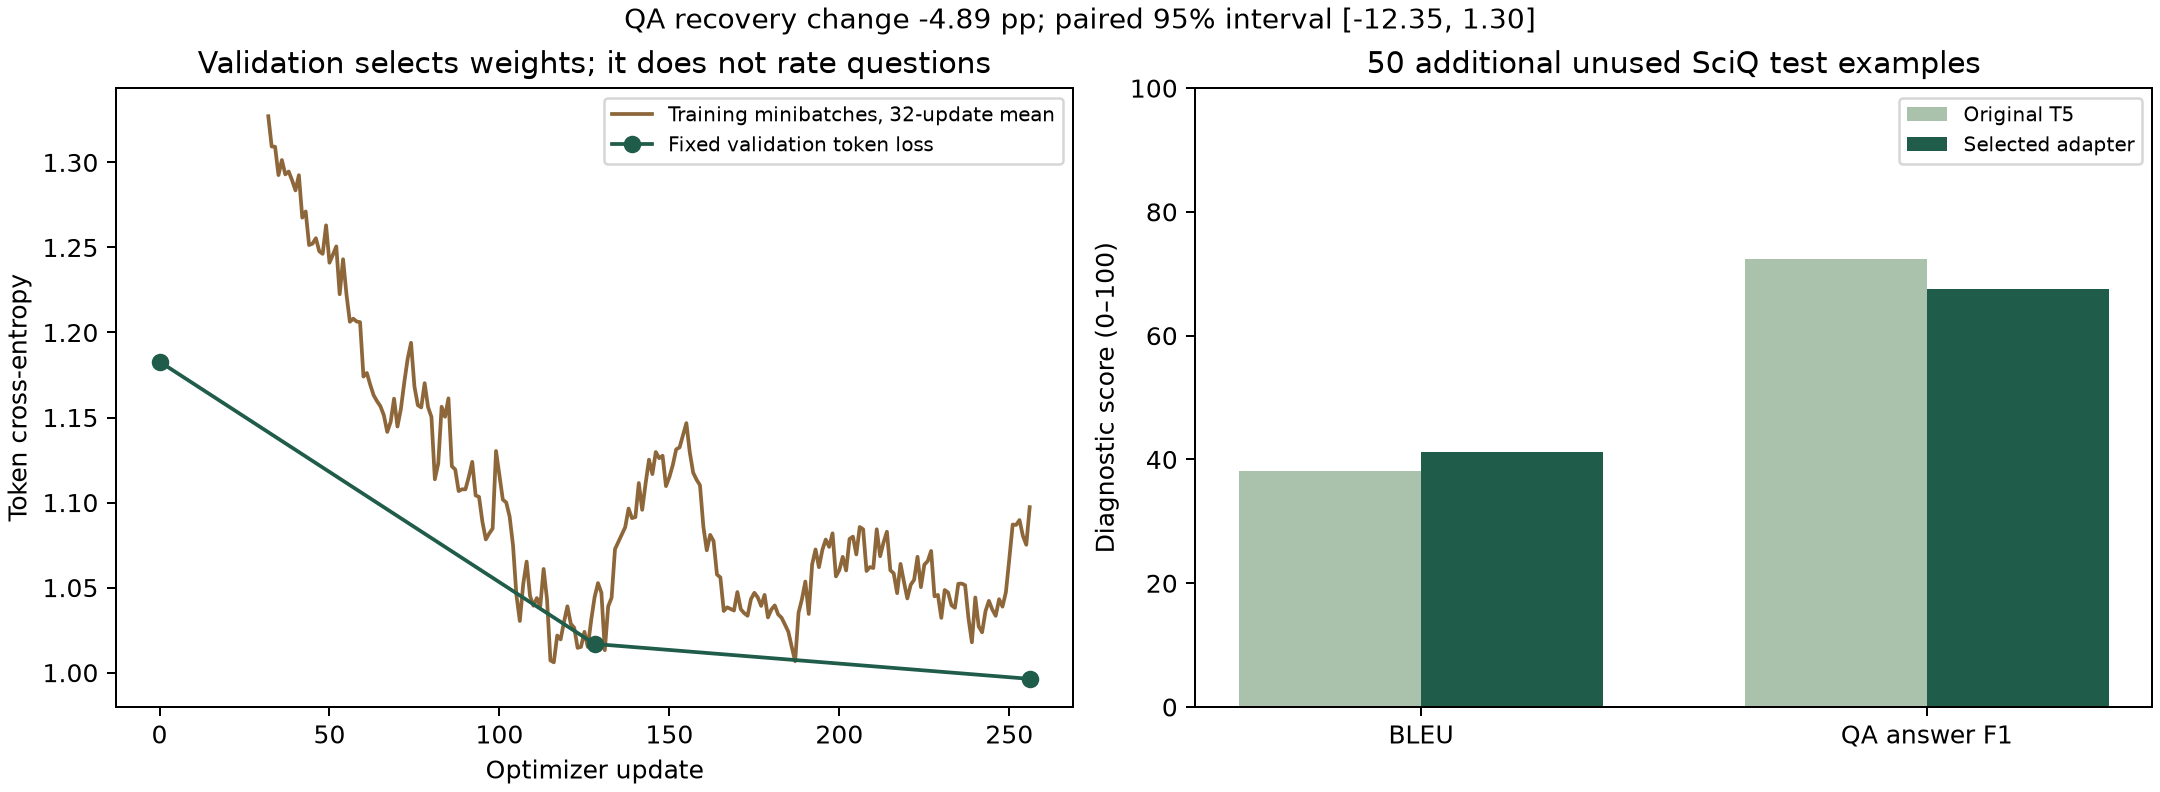 QA recovery change -4.89 pp; paired 95% interval [-12.35, 1.30]
Validation selects weights; it does not rate questions
Training minibatches, 32-update mean
Fixed validation token loss
Token cross-entropy
1.30
1.25
1.20
1.15
1.10
1.05
1.00
0
50
100
150
200
250
Optimizer update
50 additional unused SciQ test examples
Original T5
Selected adapter
Diagnostic score (0–100)
100
80
60
40
20
0
BLEU
QA answer F1